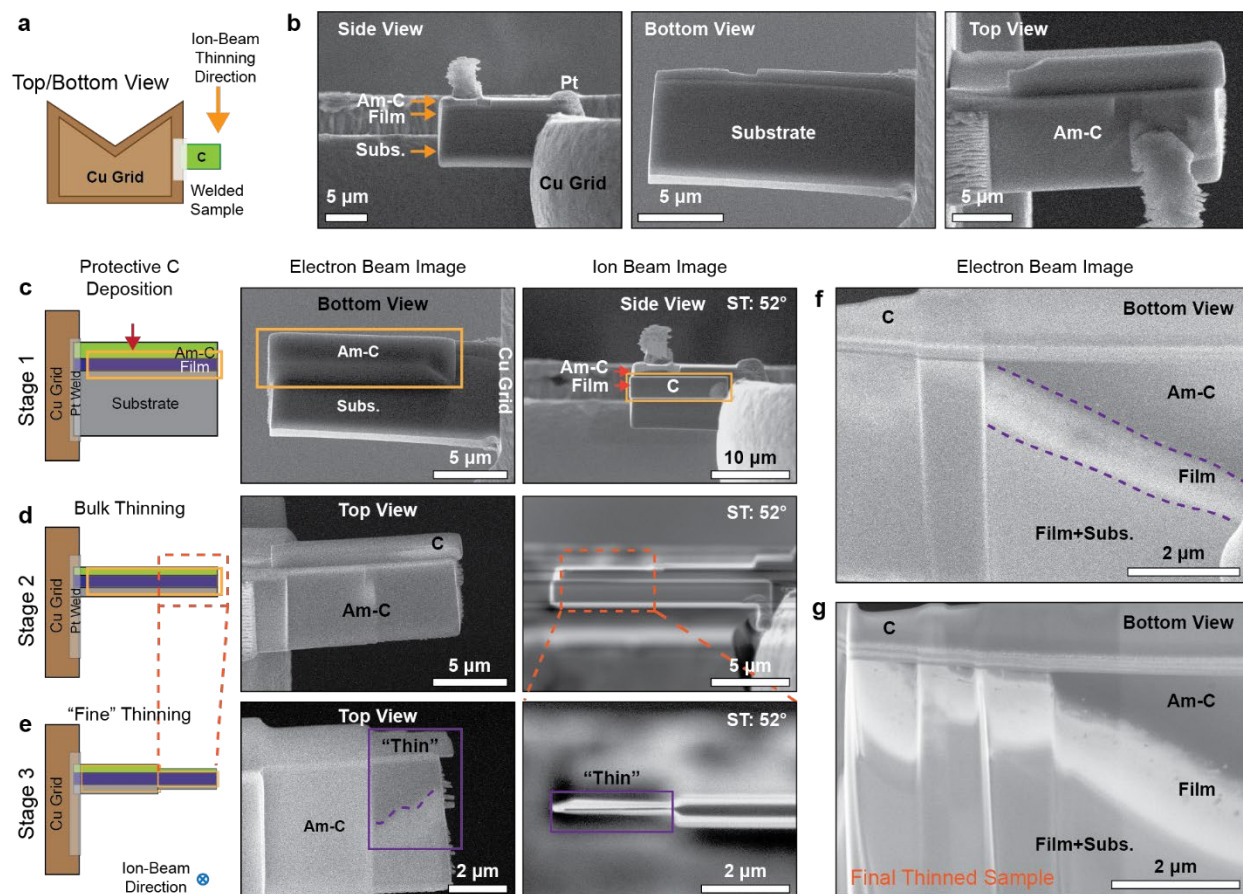 a
Ion-Beam
Thinning
Direction
Top/Bottom View
C
Cu Grid
Welded
Sample
b
Side View
Pt
Am-C
Film
Subs.
Cu Grid
5 µm
Bottom View
Substrate
5 µm
Top View
Am-C
5 µm
Electron Beam Image
Ion Beam Image
Electron Beam Image
c
Protective C
Deposition
Stage 1
Cu Grid
Pt Weld
Am-C
Film
Substrate
Bottom View
Am-C
Subs.
Cu Grid
5 µm
Side View
ST: 52°
Am-C
Film
C
10 µm
d
Bulk Thinning
Stage 2
Cu Grid
Pt Weld
Top View
C
Am-C
5 µm
ST: 52°
5 µm
e
“Fine” Thinning
Stage 3
Cu Grid
Ion-Beam
Direction
Top View
“Thin”
Am-C
2 µm
ST: 52°
“Thin”
2 µm
f
C
Bottom View
Am-C
Film
Film+Subs.
2 µm
g
C
Bottom View
Am-C
Film
Film+Subs.
Final Thinned Sample
2 µm